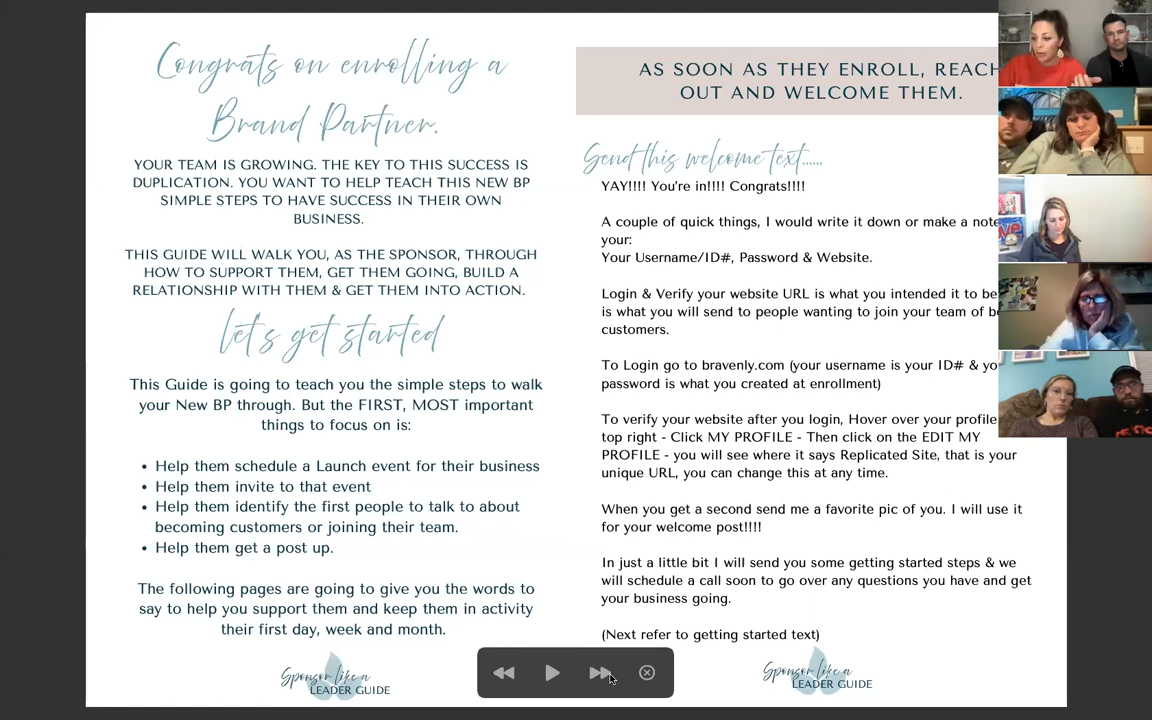 Congrats on enrolling a
Brand Partner.
YOUR TEAM IS GROWING. THE KEY TO THIS SUCCESS IS
DUPLICATION. YOU WANT TO HELP TEACH THIS NEW BP
SIMPLE STEPS TO HAVE SUCCESS IN THEIR OWN
BUSINESS.
THIS GUIDE WILL WALK YOU, AS THE SPONSOR, THROUGH
HOW TO SUPPORT THEM, GET THEM GOING, BUILD A
RELATIONSHIP WITH THEM & GET THEM INTO ACTION.
let's get started
This Guide is going to teach you the simple steps to walk
your New BP through. But the FIRST, MOST important
things to focus on is:
• Help them schedule a Launch event for their business
• Help them invite to that event
• Help them identify the first people to talk to about
becoming customers or joining their team.
• Help them get a post up.
The following pages are going to give you the words to
say to help you support them and keep them in activity
their first day, week and month.
Sponsor like a
LEADER GUIDE
AS SOON AS THEY ENROLL, REACH
OUT AND WELCOME THEM.
Send this welcome text......
YAY!!!! You're in!!!! Congrats!!!!
A couple of quick things, I would write it down or make a note
your:
Your Username/ID#, Password & Website.
Login & Verify your website URL is what you intended it to be
is what you will send to people wanting to join your team of
customers.
To Login go to bravenly.com (your username is your ID# &
password is what you created at enrollment)
To verify your website after you login, Hover over your profile
top right - Click MY PROFILE - Then click on the EDIT MY
PROFILE - you will see where it says Replicated Site, that is your
unique URL, you can change this at any time.
When you get a second send me a favorite pic of you. I will use it
for your welcome post!!!!
In just a little bit I will send you some getting started steps & we
will schedule a call soon to go over any questions you have and get
your business going.
(Next refer to getting started text)
Sponsor like a
LEADER GUIDE